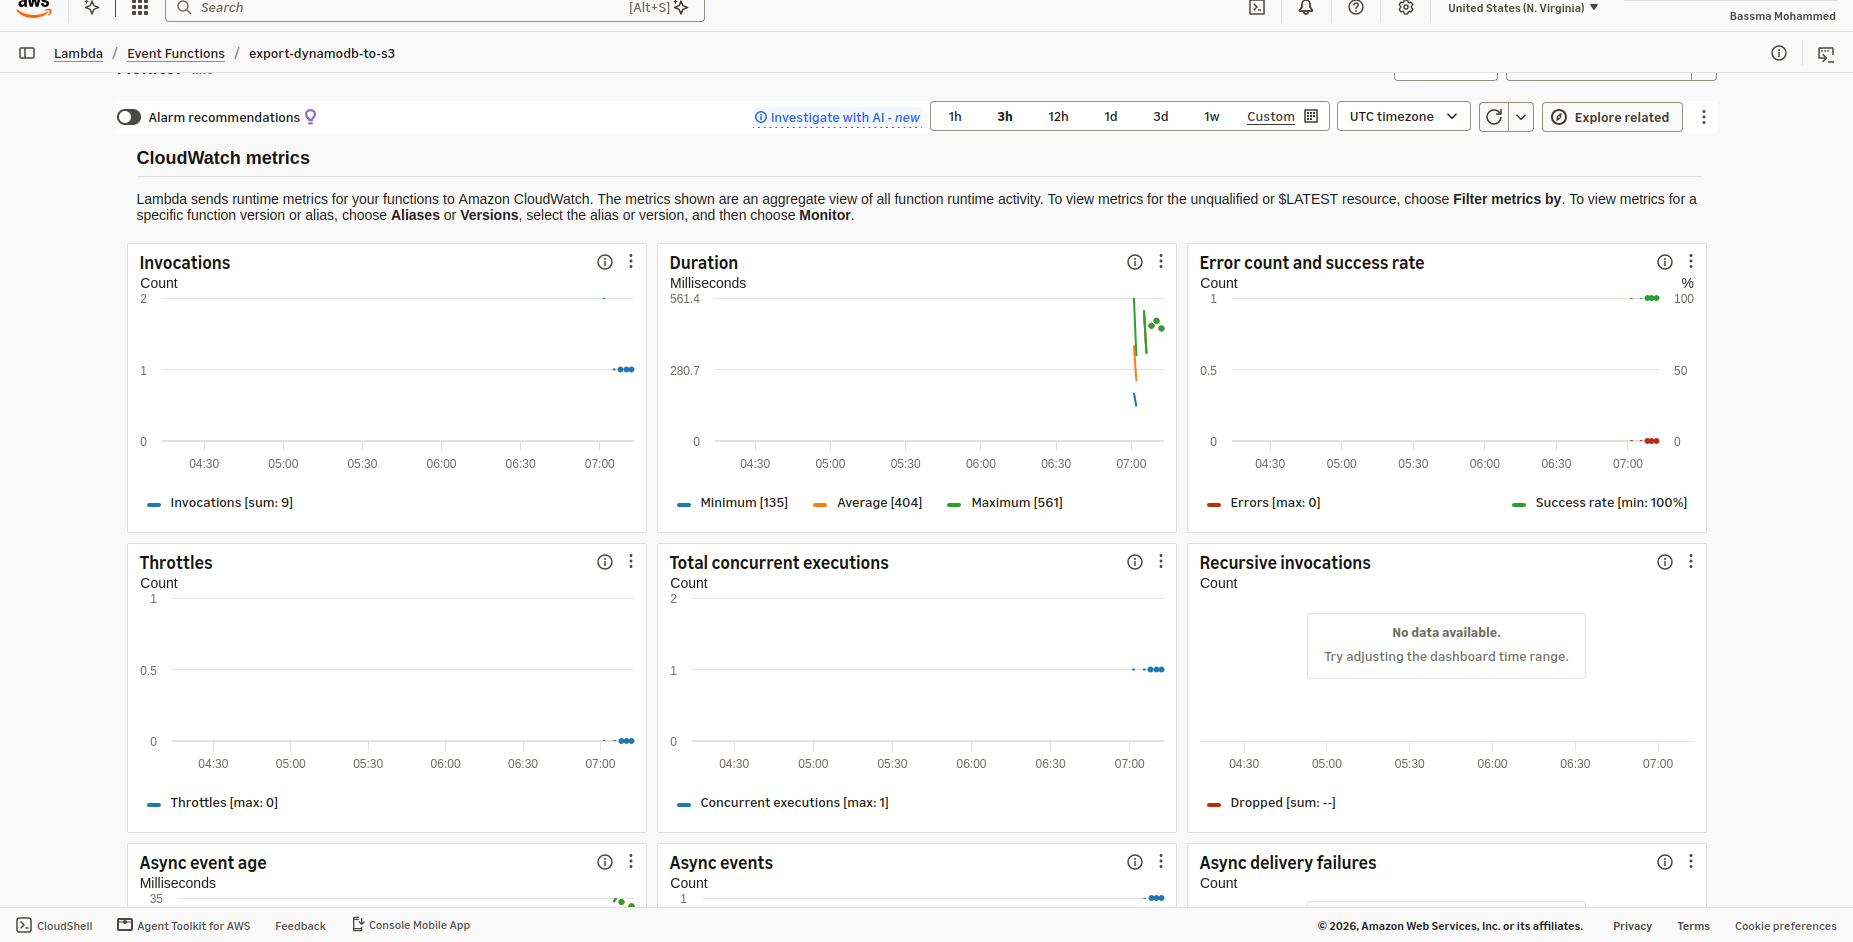 aws
Search [Alt+S]
United States (N. Virginia) ▼
Bassma Mohammed
Lambda / Event Functions / export-dynamodb-to-s3
Alarm recommendations
Investigate with AI - new
1h 3h 12h 1d 3d 1w Custom
UTC timezone
Explore related
CloudWatch metrics
Lambda sends runtime metrics for your functions to Amazon CloudWatch. The metrics shown are an aggregate view of all function runtime activity. To view metrics for the unqualified or $LATEST resource, choose Filter metrics by. To view metrics for a
specific function version or alias, choose Aliases or Versions, select the alias or version, and then choose Monitor.
Invocations
Count
2
1
0
04:30 05:00 05:30 06:00 06:30 07:00
Invocations [sum: 9]
Duration
Milliseconds
561.4
280.7
0
04:30 05:00 05:30 06:00 06:30 07:00
Minimum [135] Average [404] Maximum [561]
Error count and success rate
Count %
1 100
0.5 50
0 0
04:30 05:00 05:30 06:00 06:30 07:00
Errors [max: 0] Success rate [min: 100%]
Throttles
Count
1
0.5
0
04:30 05:00 05:30 06:00 06:30 07:00
Throttles [max: 0]
Total concurrent executions
Count
2
1
0
04:30 05:00 05:30 06:00 06:30 07:00
Concurrent executions [max: 1]
Recursive invocations
Count
No data available.
Try adjusting the dashboard time range.
04:30 05:00 05:30 06:00 06:30 07:00
Dropped [sum: --]
Async event age
Milliseconds
35
Async events
Count
1
Async delivery failures
Count
CloudShell Agent Toolkit for AWS Feedback Console Mobile App
© 2026, Amazon Web Services, Inc. or its affiliates. Privacy Terms Cookie preferences